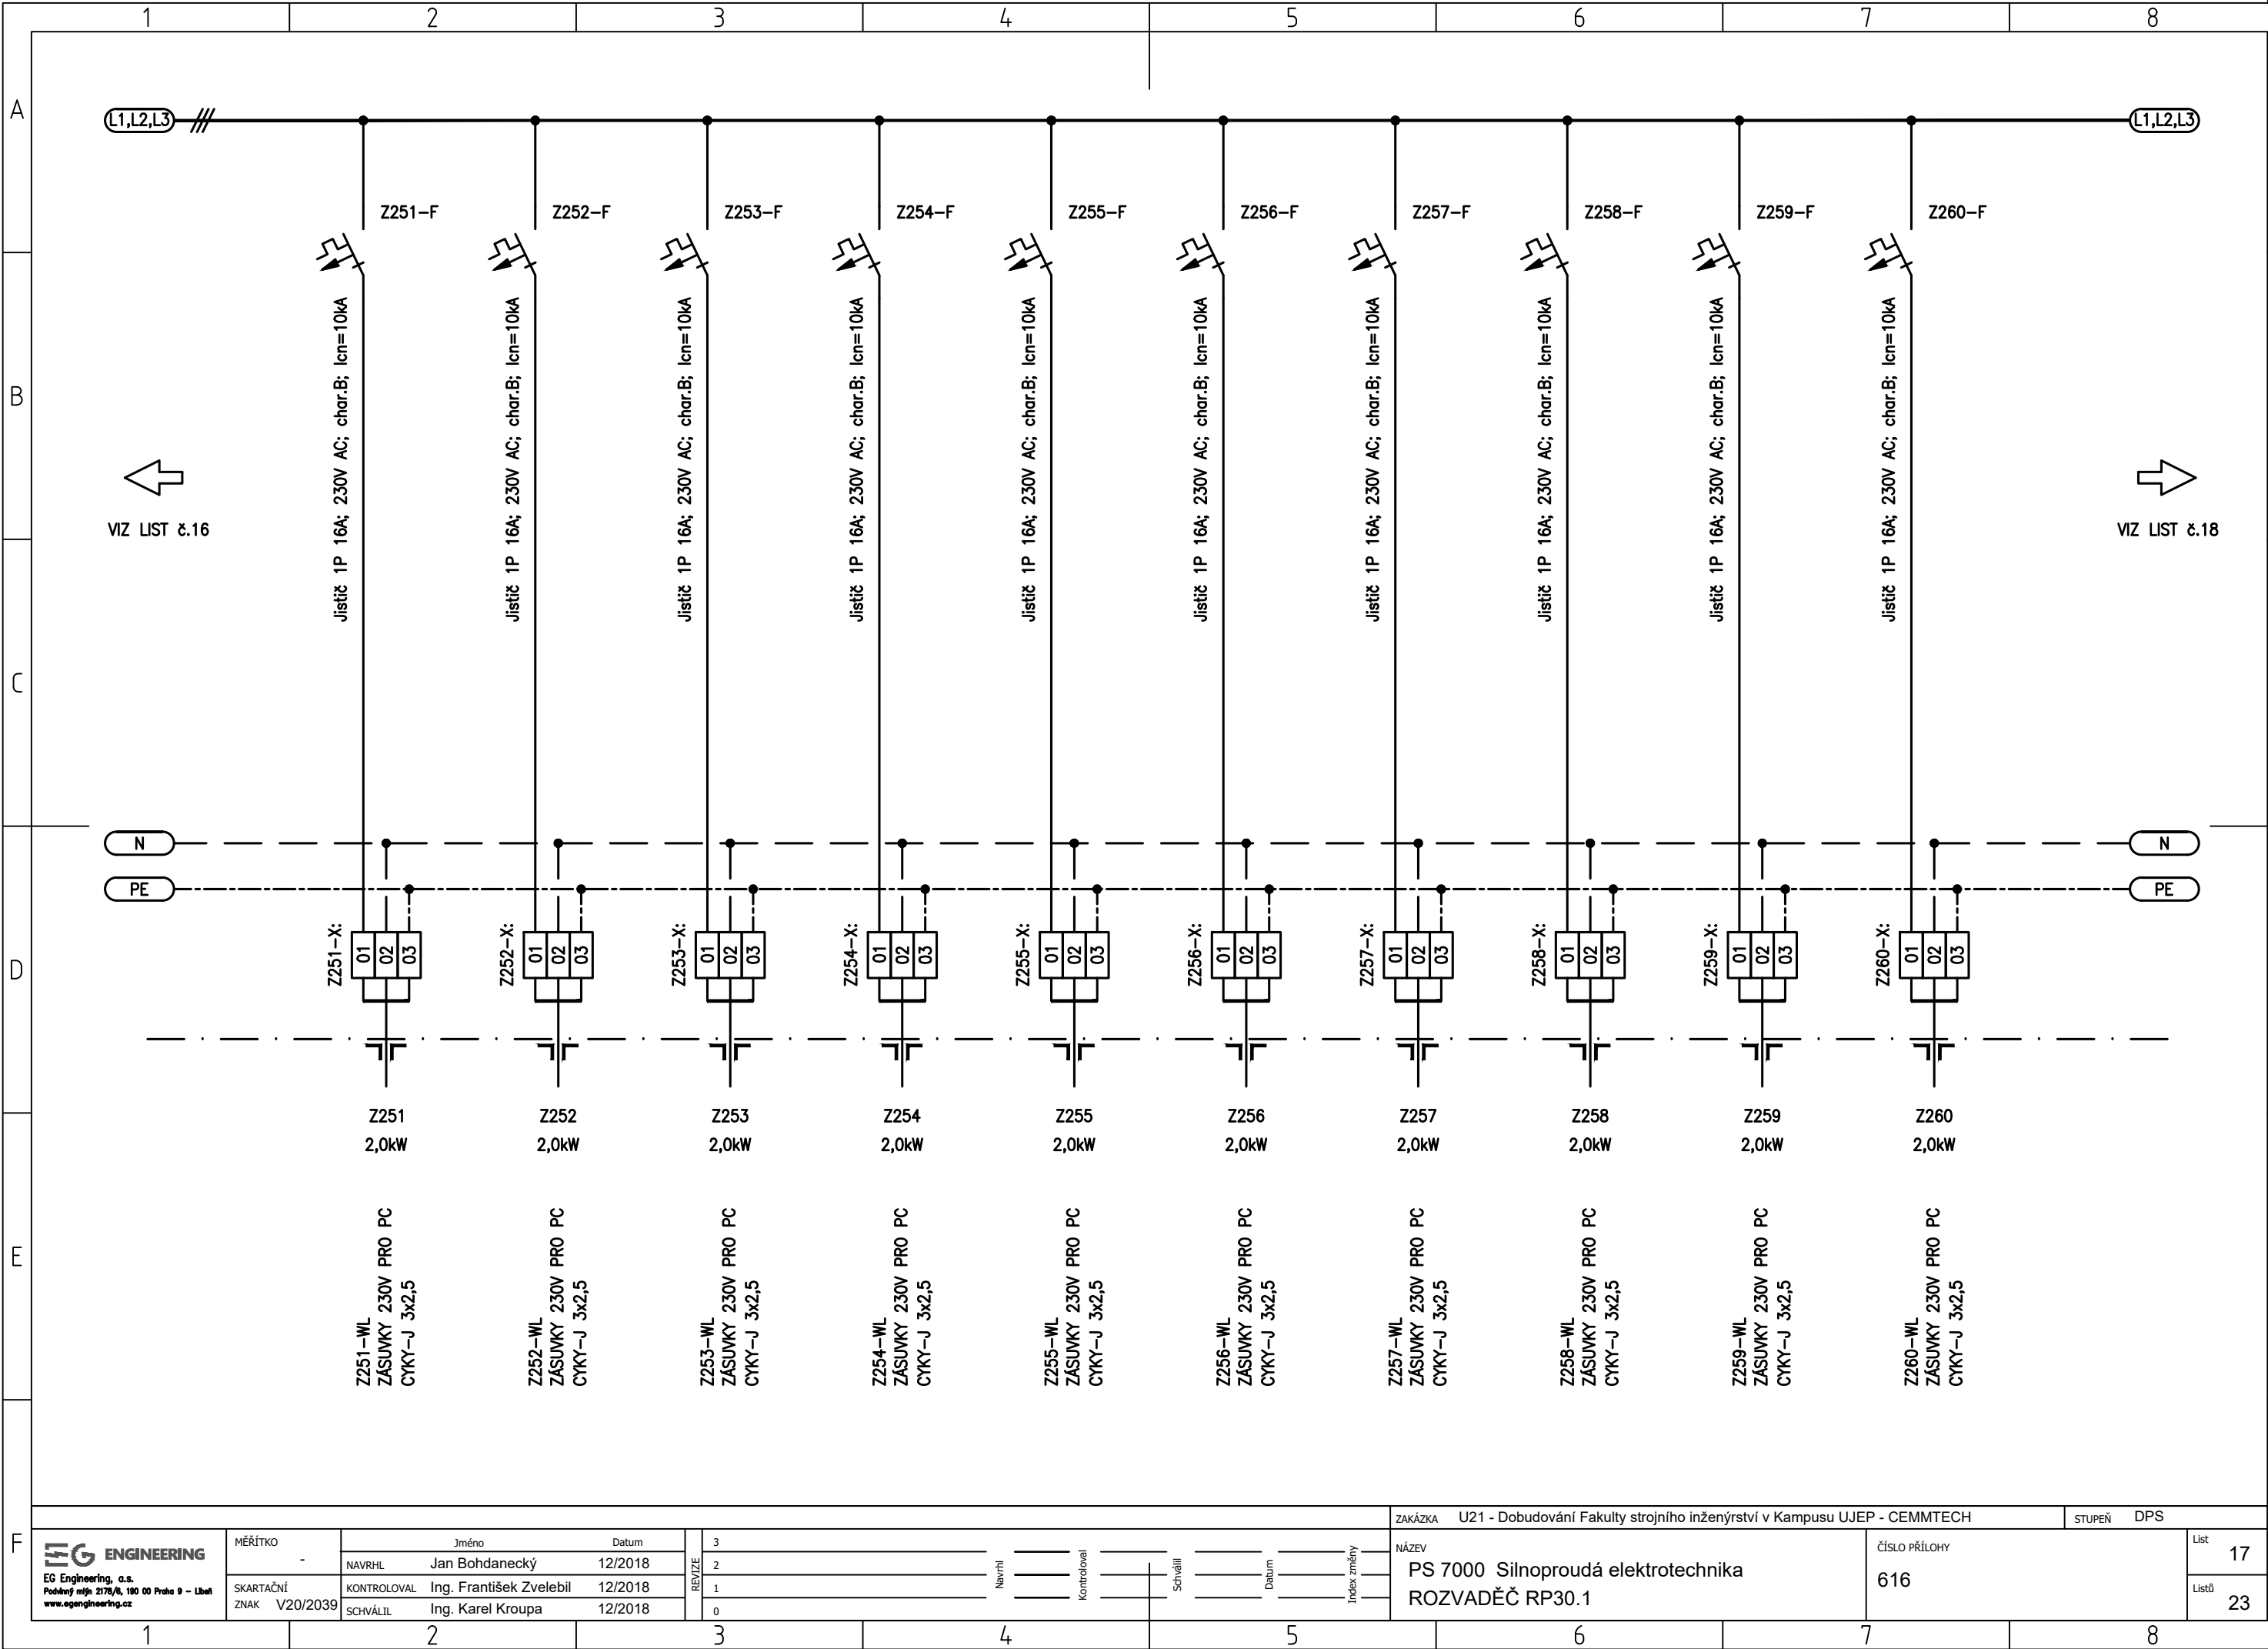 1 2 3 4 5 6 7 8
A
L1,L2,L3 L1,L2,L3
Z251-F Z252-F Z253-F Z254-F Z255-F Z256-F Z257-F Z258-F Z259-F Z260-F
Jistič 1P 16A; 230V AC; char.B; Icn=10kA
Jistič 1P 16A; 230V AC; char.B; Icn=10kA
Jistič 1P 16A; 230V AC; char.B; Icn=10kA
Jistič 1P 16A; 230V AC; char.B; Icn=10kA
Jistič 1P 16A; 230V AC; char.B; Icn=10kA
Jistič 1P 16A; 230V AC; char.B; Icn=10kA
Jistič 1P 16A; 230V AC; char.B; Icn=10kA
Jistič 1P 16A; 230V AC; char.B; Icn=10kA
Jistič 1P 16A; 230V AC; char.B; Icn=10kA
Jistič 1P 16A; 230V AC; char.B; Icn=10kA
B
VIZ LIST č.16 VIZ LIST č.18
C
N N
PE PE
D
Z251-X: 01 02 03
Z252-X: 01 02 03
Z253-X: 01 02 03
Z254-X: 01 02 03
Z255-X: 01 02 03
Z256-X: 01 02 03
Z257-X: 01 02 03
Z258-X: 01 02 03
Z259-X: 01 02 03
Z260-X: 01 02 03
Z251 Z252 Z253 Z254 Z255 Z256 Z257 Z258 Z259 Z260
2,0kW 2,0kW 2,0kW 2,0kW 2,0kW 2,0kW 2,0kW 2,0kW 2,0kW 2,0kW
E
Z251-WL
ZÁSUVKY 230V PRO PC
CYKY-J 3x2,5
Z252-WL
ZÁSUVKY 230V PRO PC
CYKY-J 3x2,5
Z253-WL
ZÁSUVKY 230V PRO PC
CYKY-J 3x2,5
Z254-WL
ZÁSUVKY 230V PRO PC
CYKY-J 3x2,5
Z255-WL
ZÁSUVKY 230V PRO PC
CYKY-J 3x2,5
Z256-WL
ZÁSUVKY 230V PRO PC
CYKY-J 3x2,5
Z257-WL
ZÁSUVKY 230V PRO PC
CYKY-J 3x2,5
Z258-WL
ZÁSUVKY 230V PRO PC
CYKY-J 3x2,5
Z259-WL
ZÁSUVKY 230V PRO PC
CYKY-J 3x2,5
Z260-WL
ZÁSUVKY 230V PRO PC
CYKY-J 3x2,5
F
EG ENGINEERING
EG Engineering, a.s.
Podvinný mlýn 2178/6, 190 00 Praha 9 – Libeň
www.egengineering.cz
MĚŘÍTKO
-
SKARTAČNÍ
ZNAK V20/2039
Jméno Datum
NAVRHL Jan Bohdanecký 12/2018
KONTROLOVAL Ing. František Zvelebil 12/2018
SCHVÁLIL Ing. Karel Kroupa 12/2018
REVIZE
3
2
1
0
Navrhl
Kontroloval
Schválil
Datum
Index změny
ZAKÁZKA U21 - Dobudování Fakulty strojního inženýrství v Kampusu UJEP - CEMMTECH
STUPEŇ DPS
NÁZEV
PS 7000 Silnoproudá elektrotechnika
ROZVADĚČ RP30.1
ČÍSLO PŘÍLOHY
616
List 17
Listů 23
1 2 3 4 5 6 7 8